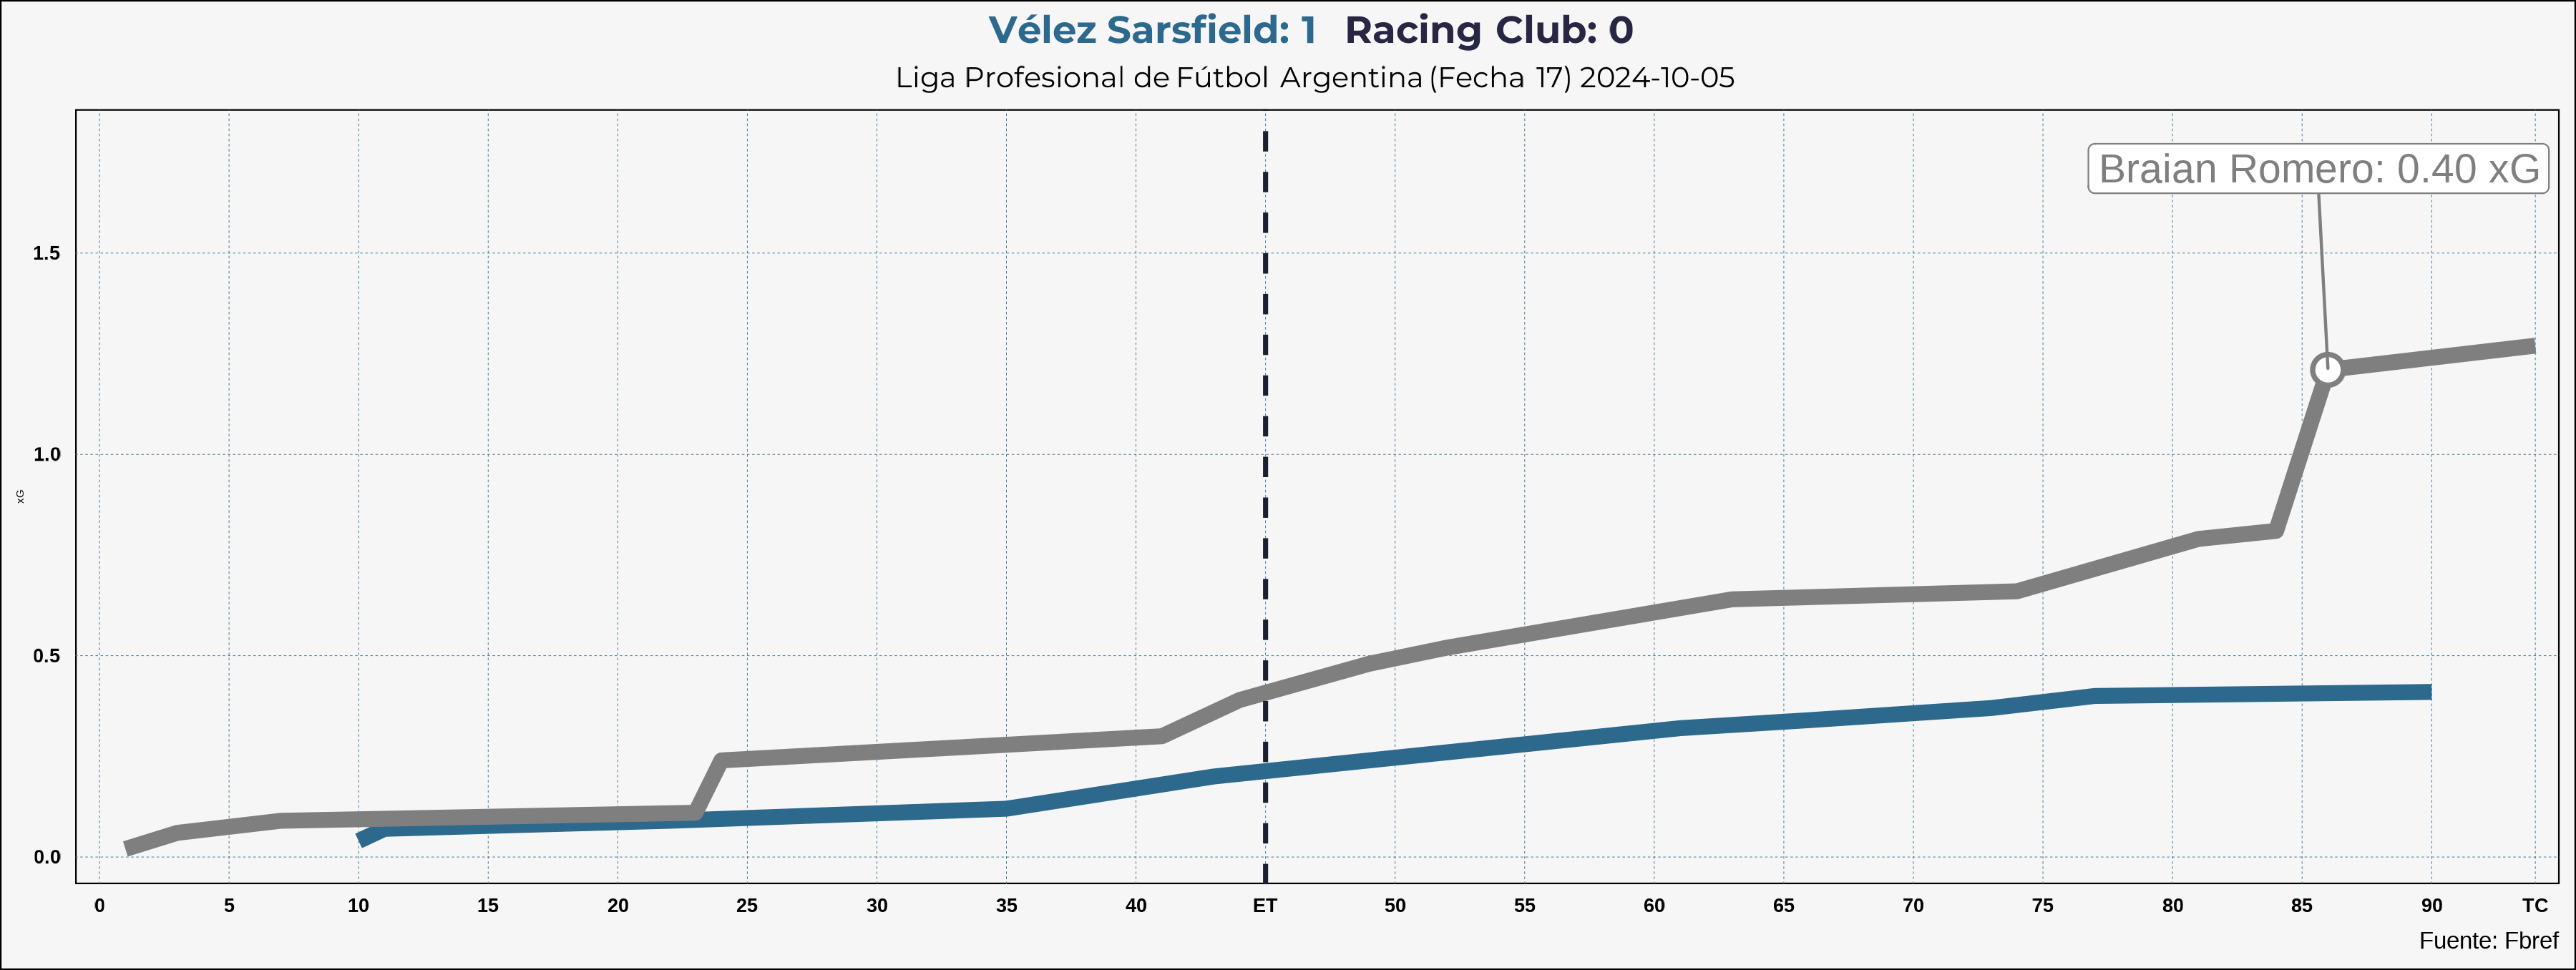 Vélez Sarsfield: 1 Racing Club: 0
Liga Profesional de Fútbol Argentina (Fecha 17) 2024-10-05
Braian Romero: 0.40 xG
1.5
1.0
xG
0.5
0.0
0 5 10 15 20 25 30 35 40 ET 50 55 60 65 70 75 80 85 90 TC
Fuente: Fbref